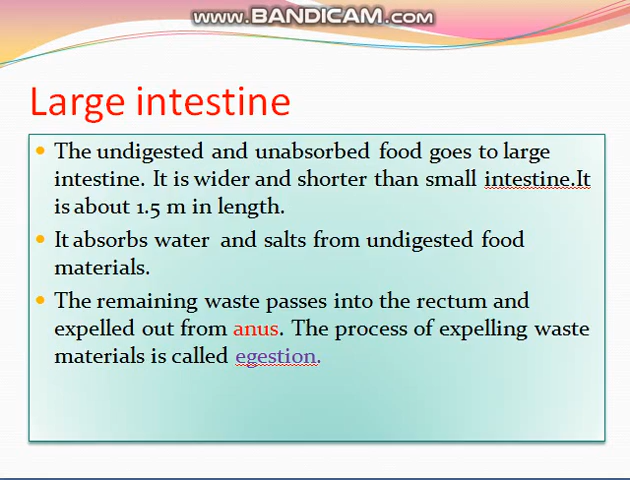 www.BANDICAM.com
Large intestine
The undigested and unabsorbed food goes to large
intestine. It is wider and shorter than small intestine.It
is about 1.5 m in length.
It absorbs water and salts from undigested food
materials.
The remaining waste passes into the rectum and
expelled out from anus. The process of expelling waste
materials is called egestion.